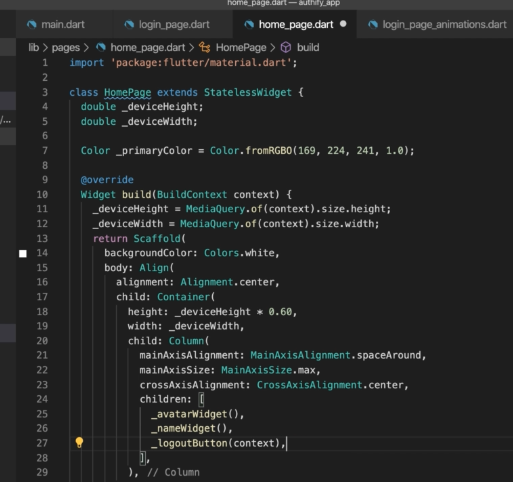 home_page.dart — authify_app
main.dart
login_page.dart
home_page.dart
login_page_animations.dart
lib > pages > home_page.dart > HomePage > build
/...
1 import 'package:flutter/material.dart';
2
3 class HomePage extends StatelessWidget {
4 double _deviceHeight;
5 double _deviceWidth;
6
7 Color _primaryColor = Color.fromRGBO(169, 224, 241, 1.0);
8
9 @override
10 Widget build(BuildContext context) {
11 _deviceHeight = MediaQuery.of(context).size.height;
12 _deviceWidth = MediaQuery.of(context).size.width;
13 return Scaffold(
14 backgroundColor: Colors.white,
15 body: Align(
16 alignment: Alignment.center,
17 child: Container(
18 height: _deviceHeight * 0.60,
19 width: _deviceWidth,
20 child: Column(
21 mainAxisAlignment: MainAxisAlignment.spaceAround,
22 mainAxisSize: MainAxisSize.max,
23 crossAxisAlignment: CrossAxisAlignment.center,
24 children: [
25 _avatarWidget(),
26 _nameWidget(),
27 _logoutButton(context),
28 ],
29 ), // Column